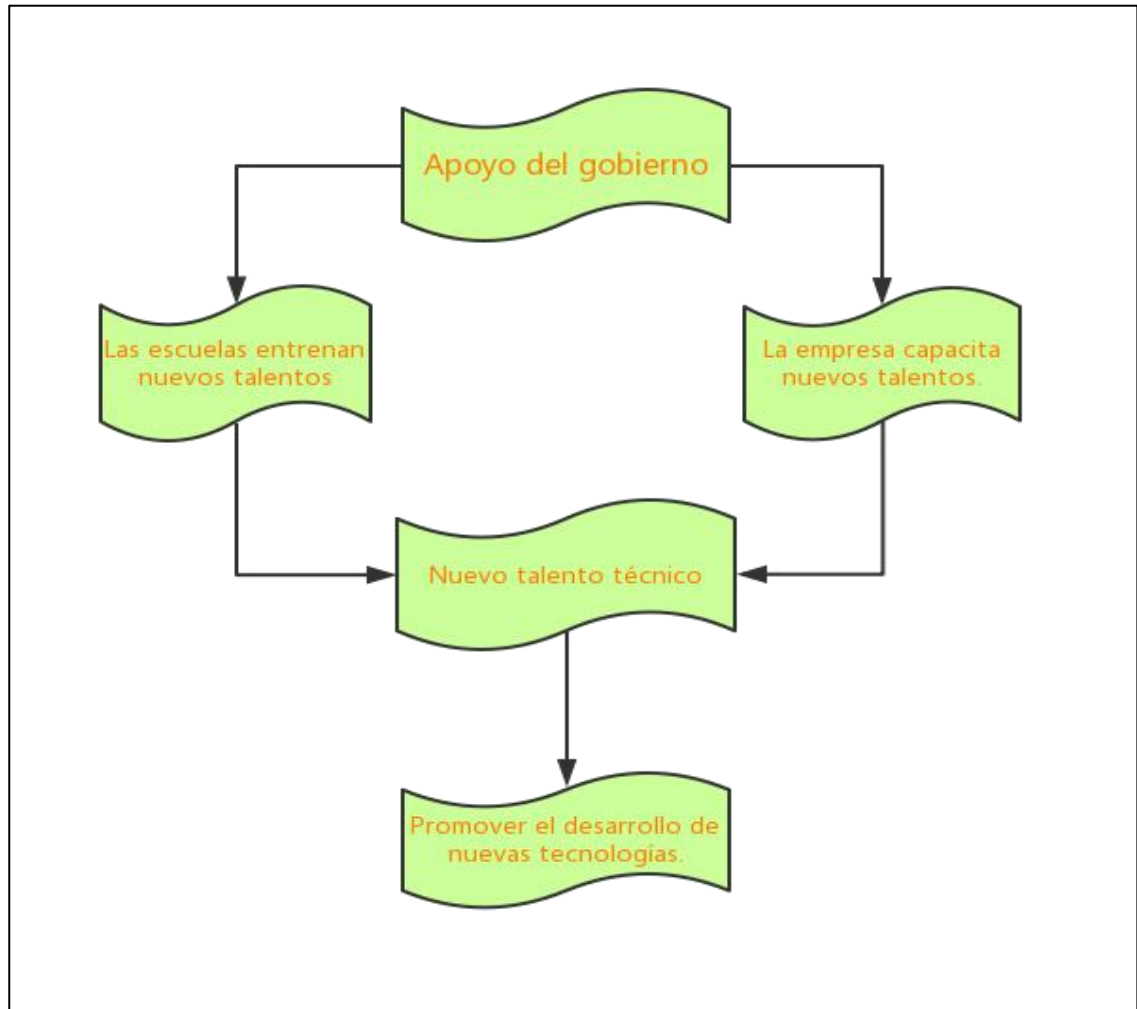 Apoyo del gobierno
Las escuelas entrenan
nuevos talentos
La empresa capacita
nuevos talentos.
Nuevo talento técnico
Promover el desarrollo de
nuevas tecnologías.